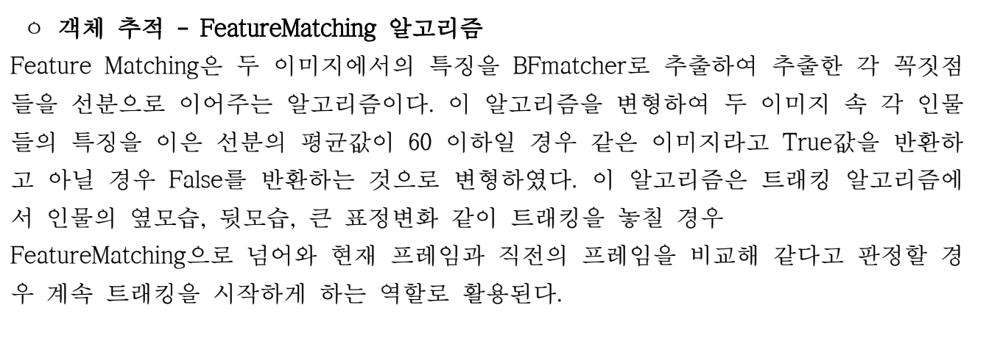 ㅇ 객체 추적 - FeatureMatching 알고리즘
Feature Matching은 두 이미지에서의 특징을 BFmatcher로 추출하여 추출한 각 꼭짓점
들을 선분으로 이어주는 알고리즘이다. 이 알고리즘을 변형하여 두 이미지 속 각 인물
들의 특징을 이은 선분의 평균값이 60 이하일 경우 같은 이미지라고 True값을 반환하
고 아닐 경우 False를 반환하는 것으로 변형하였다. 이 알고리즘은 트래킹 알고리즘에
서 인물의 옆모습, 뒷모습, 큰 표정변화 같이 트래킹을 놓칠 경우
FeatureMatching으로 넘어와 현재 프레임과 직전의 프레임을 비교해 같다고 판정할 경
우 계속 트래킹을 시작하게 하는 역할로 활용된다.